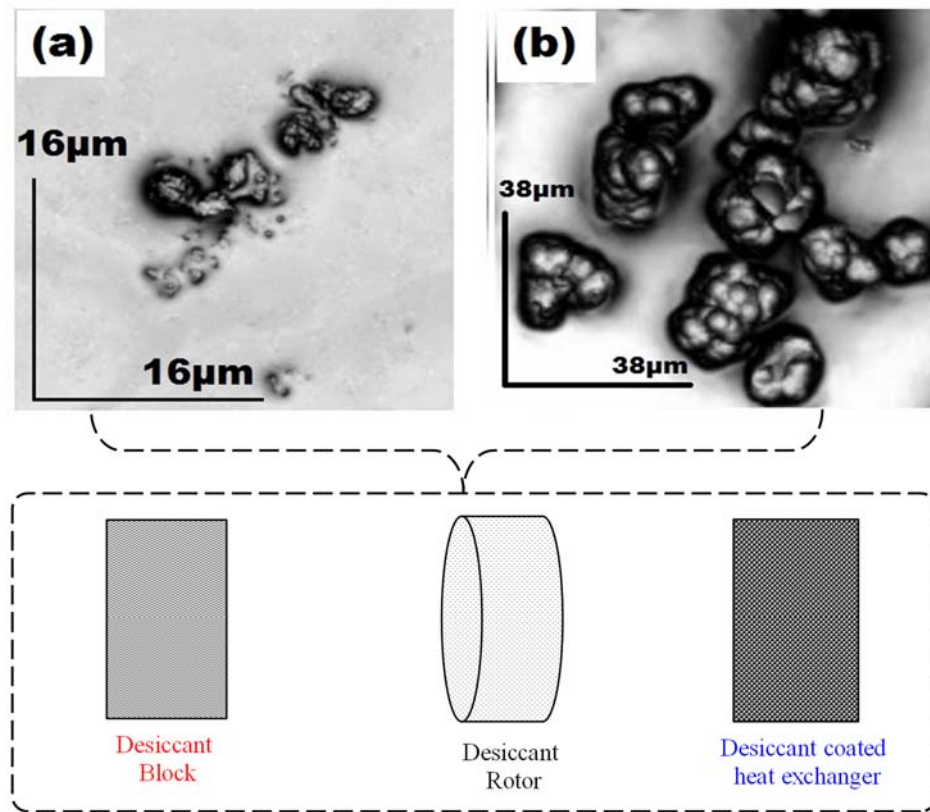 (a)
(b)
16µm
16µm
38µm
38µm
Desiccant
Block
Desiccant
Rotor
Desiccant coated
heat exchanger